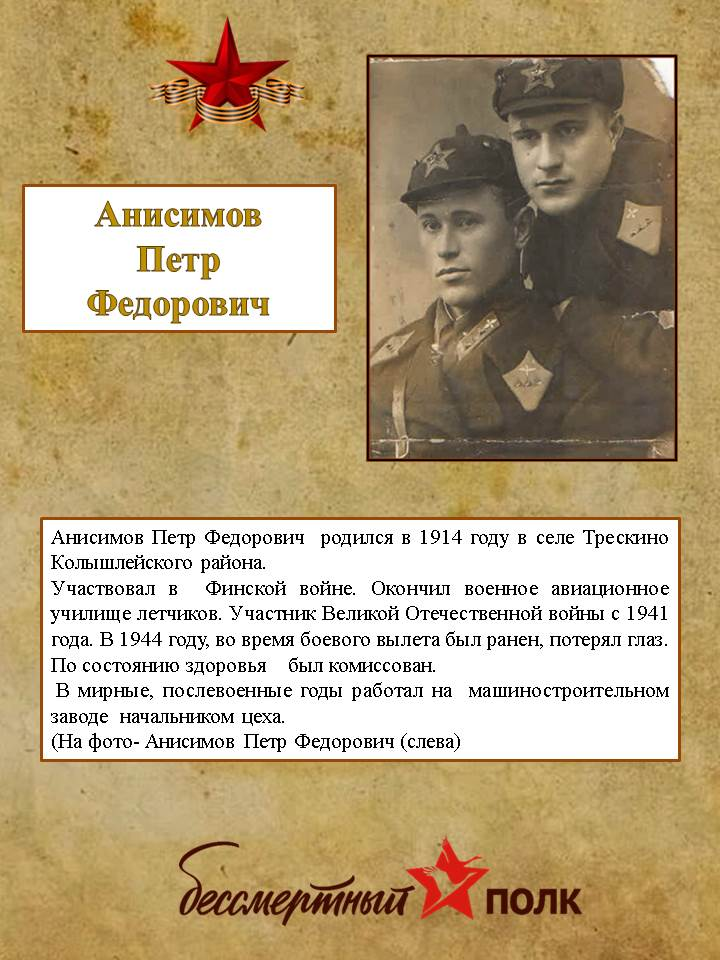 Анисимов
Петр
Федорович
Анисимов Петр Федорович родился в 1914 году в селе Трескино
Колышлейского района.
Участвовал в Финской войне. Окончил военное авиационное
училище летчиков. Участник Великой Отечественной войны с 1941
года. В 1944 году, во время боевого вылета был ранен, потерял глаз.
По состоянию здоровья был комиссован.
В мирные, послевоенные годы работал на машиностроительном
заводе начальником цеха.
(На фото- Анисимов Петр Федорович (слева)
бессмертный ПОЛК